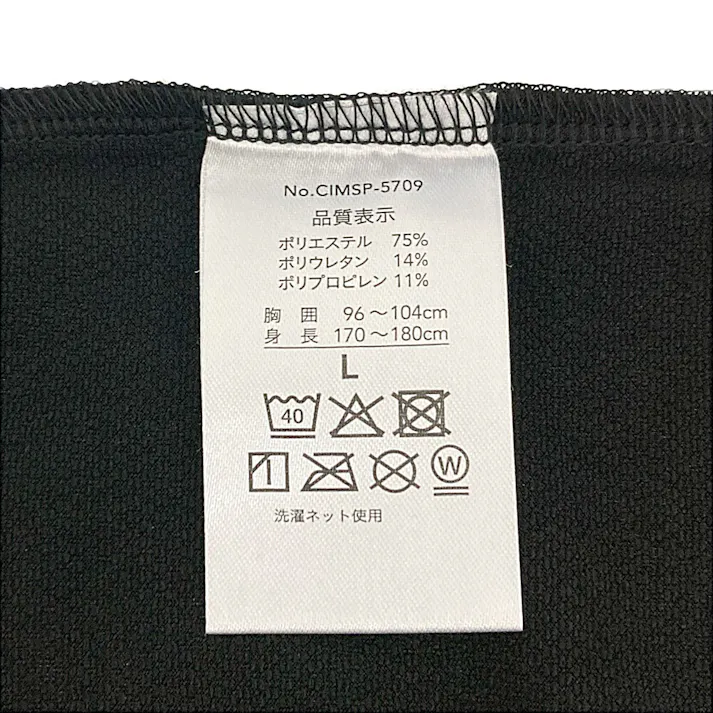 No.CIMSP-5709
品質表示
ポリエステル 75%
ポリウレタン 14%
ポリプロピレン 11%
胸 囲 96～104cm
身 長 170～180cm
L
40
W
洗濯ネット使用